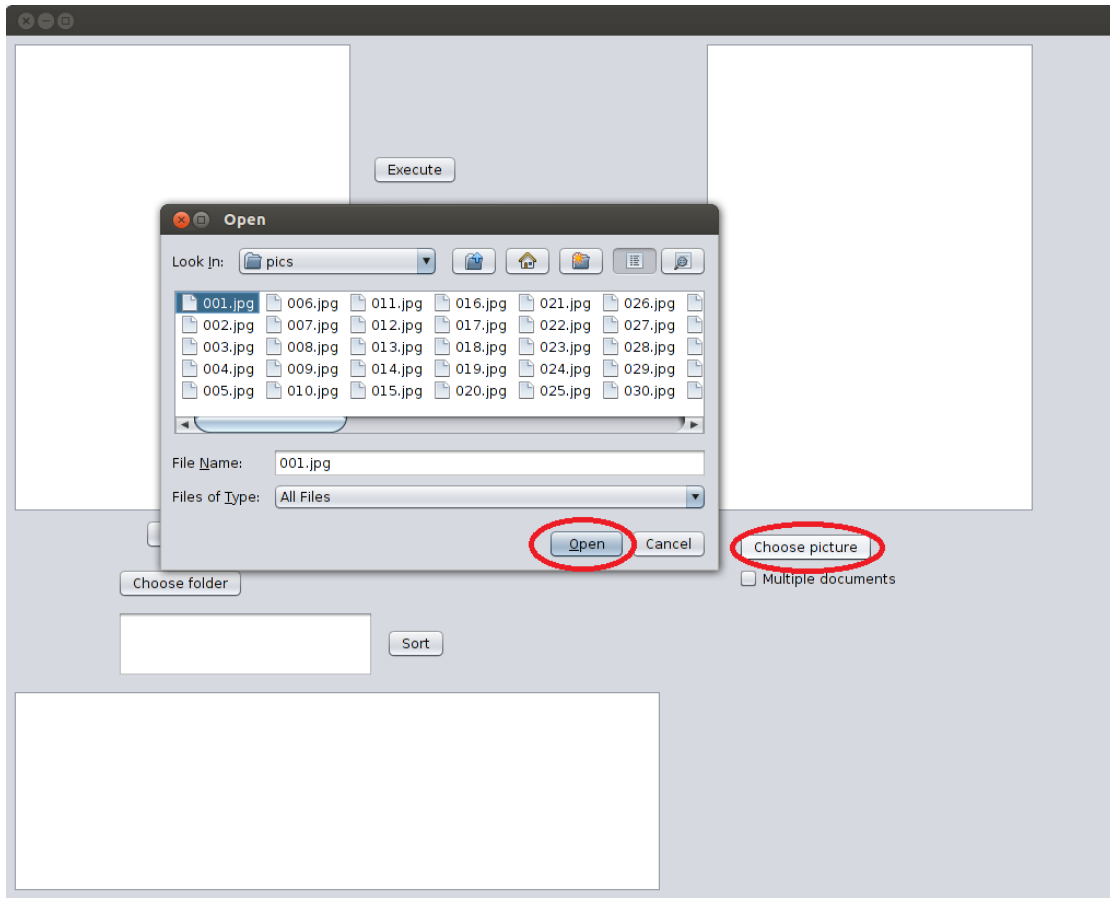 Execute
Open
Look In: pics
001.jpg 006.jpg 011.jpg 016.jpg 021.jpg 026.jpg
002.jpg 007.jpg 012.jpg 017.jpg 022.jpg 027.jpg
003.jpg 008.jpg 013.jpg 018.jpg 023.jpg 028.jpg
004.jpg 009.jpg 014.jpg 019.jpg 024.jpg 029.jpg
005.jpg 010.jpg 015.jpg 020.jpg 025.jpg 030.jpg
File Name: 001.jpg
Files of Type: All Files
Open Cancel
Choose picture
Multiple documents
Choose folder
Sort